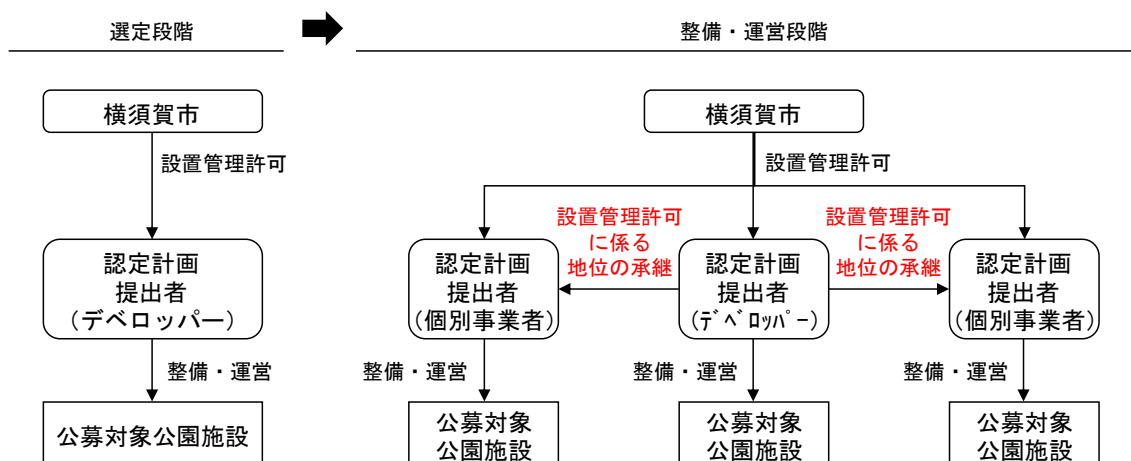 選定段階
整備・運営段階
横須賀市
設置管理許可
認定計画
提出者
（デベロッパー）
整備・運営
公募対象公園施設
横須賀市
設置管理許可
設置管理許可
に係る
地位の承継
設置管理許可
に係る
地位の承継
認定計画
提出者
（個別事業者）
認定計画
提出者
（ﾃﾞﾍﾞﾛｯﾊﾟｰ）
認定計画
提出者
（個別事業者）
整備・運営
整備・運営
整備・運営
公募対象
公園施設
公募対象
公園施設
公募対象
公園施設